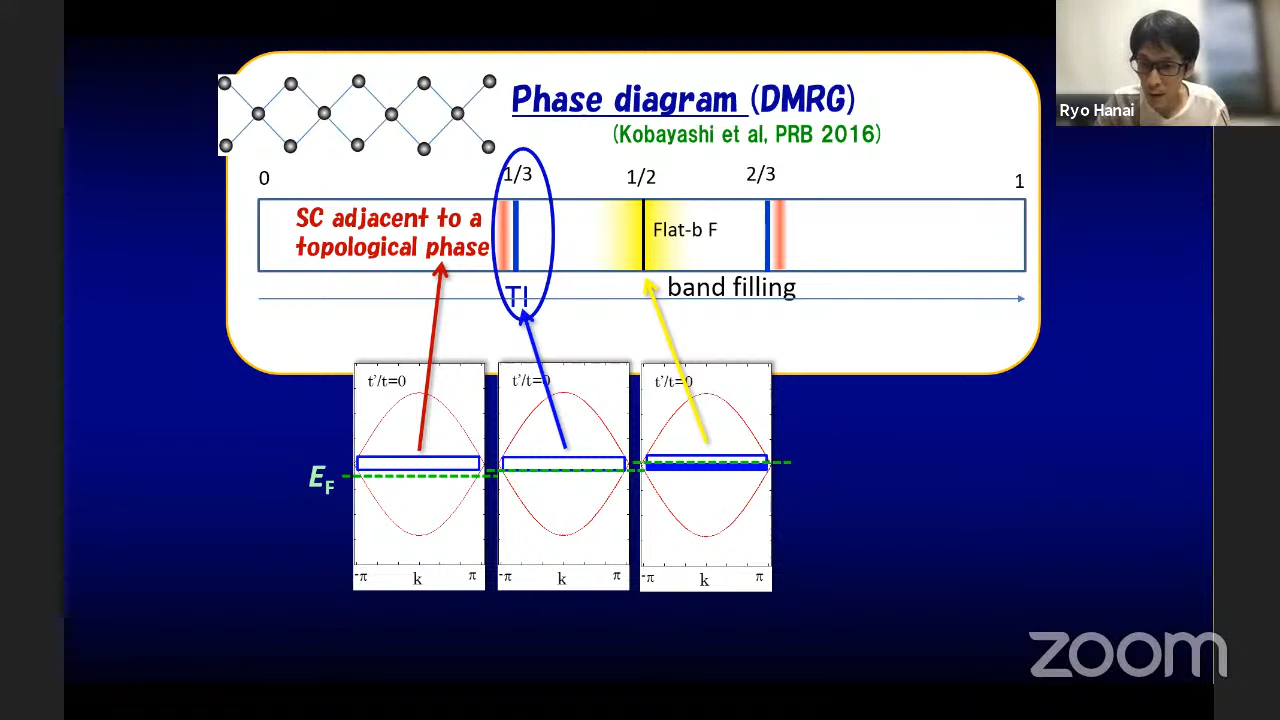 Ryo Hanai
Phase diagram (DMRG)
(Kobayashi et al, PRB 2016)
0
1/3
1/2
2/3
1
SC adjacent to a
topological phase
Flat-b F
TI
band filling
t'/t=0
t'/t=0
t'/t=0
EF
-π
k
π
-π
k
π
-π
k
π
zoom